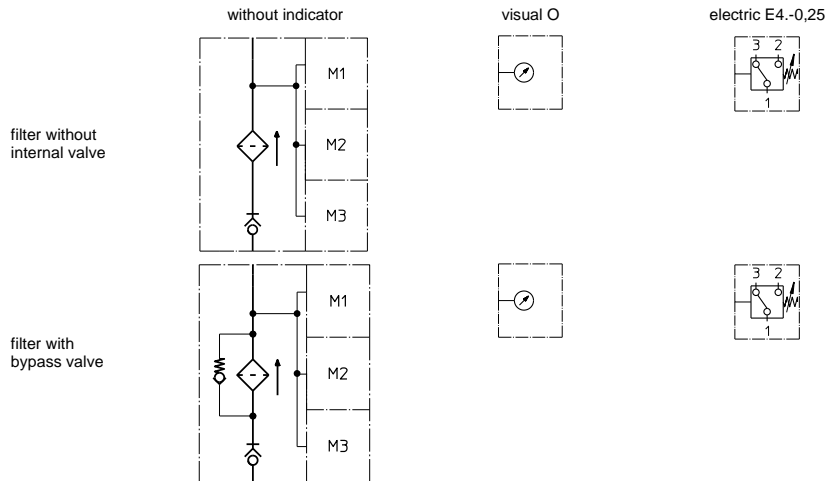 without indicator
visual O
electric E4.-0,25
filter without
internal valve
M1
M2
M3
3 2
1
filter with
bypass valve
M1
M2
M3
3 2
1